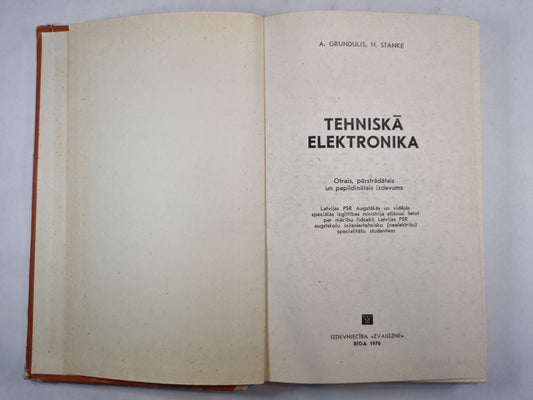 A. GRUNDULIS, H. STANKE
TEHNISKĀ
ELEKTRONIKA
Otrais, pārstrādātais
un papildinātais izdevums
Latvijas PSR Augstākās un vidējās
speciālās izglītības ministrija atļāvusi lietot
par mācību līdzekli Latvijas PSR
augstskolu inženiertehnisko (neelektriķu)
specialitāšu studentiem
IZDEVNIECĪBA «ZVAIGZNE»
RĪGA 1976